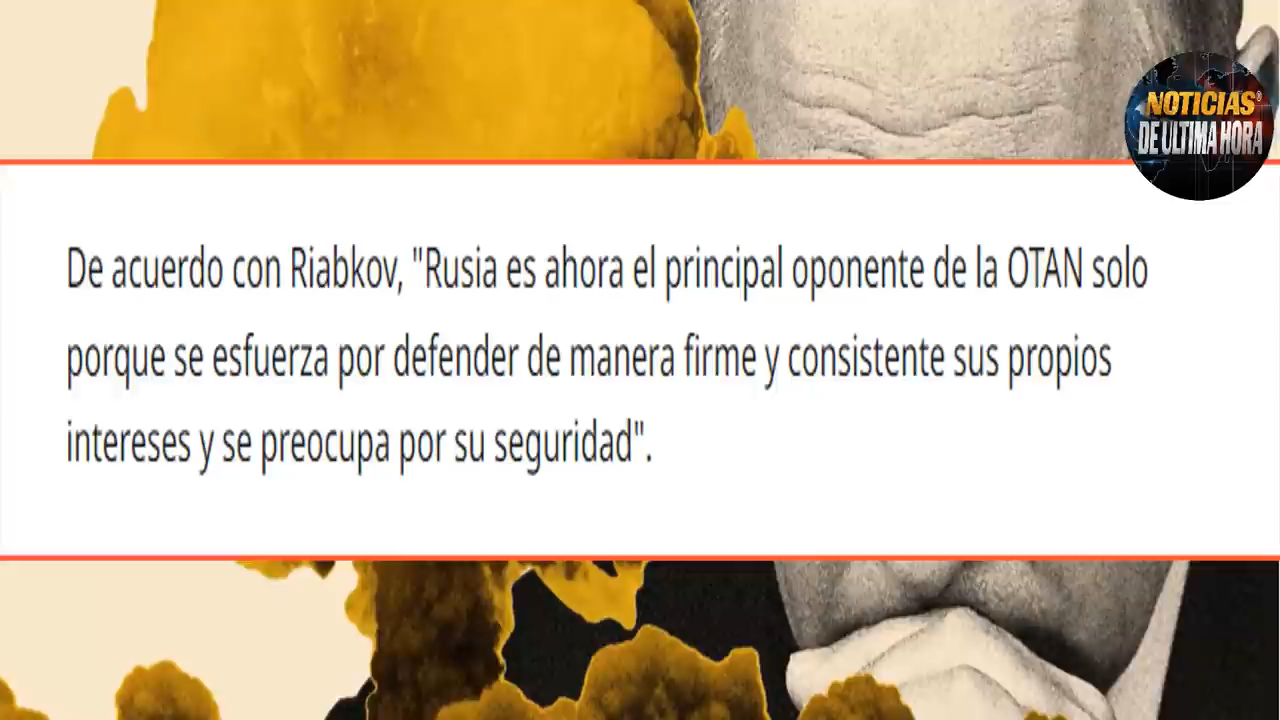 NOTICIAS®
DE ULTIMA HORA
De acuerdo con Riabkov, "Rusia es ahora el principal oponente de la OTAN solo
porque se esfuerza por defender de manera firme y consistente sus propios
intereses y se preocupa por su seguridad".